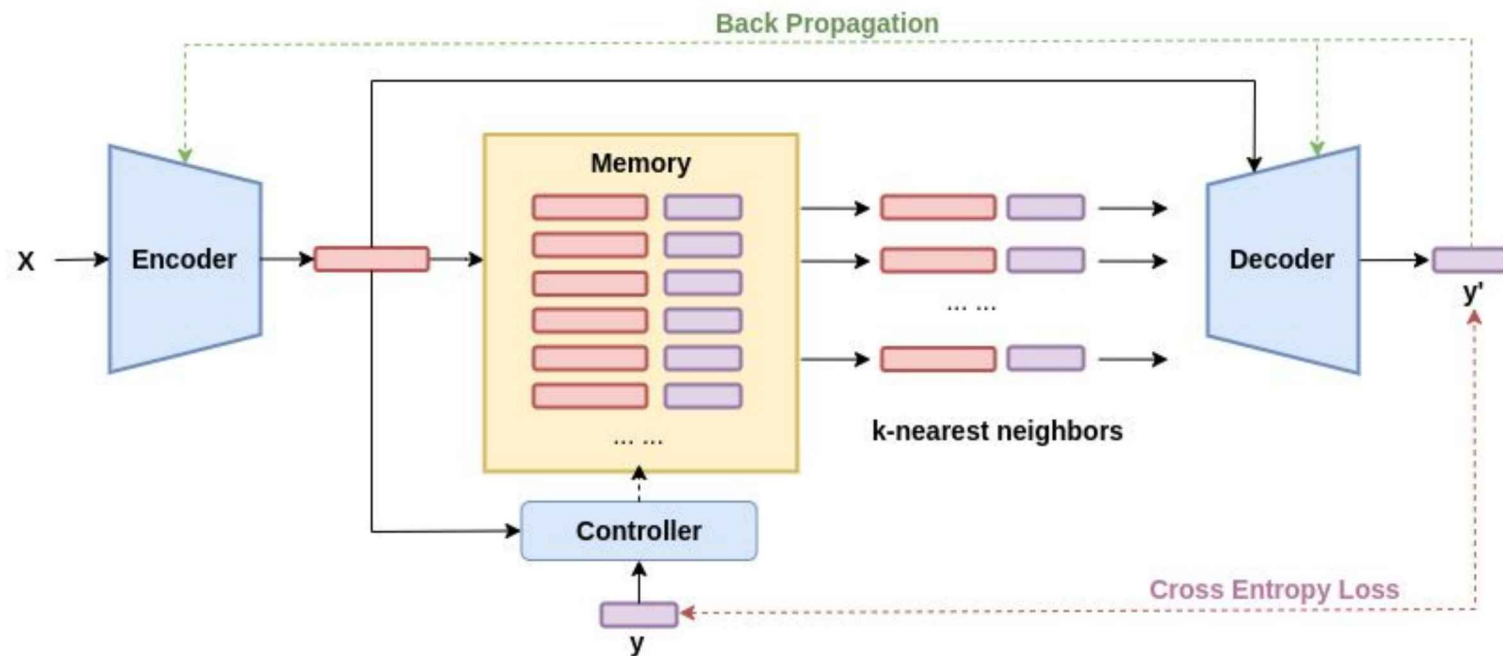 Back Propagation
Memory
X
Encoder
Decoder
y'
... ...
k-nearest neighbors
... ...
Controller
Cross Entropy Loss
y